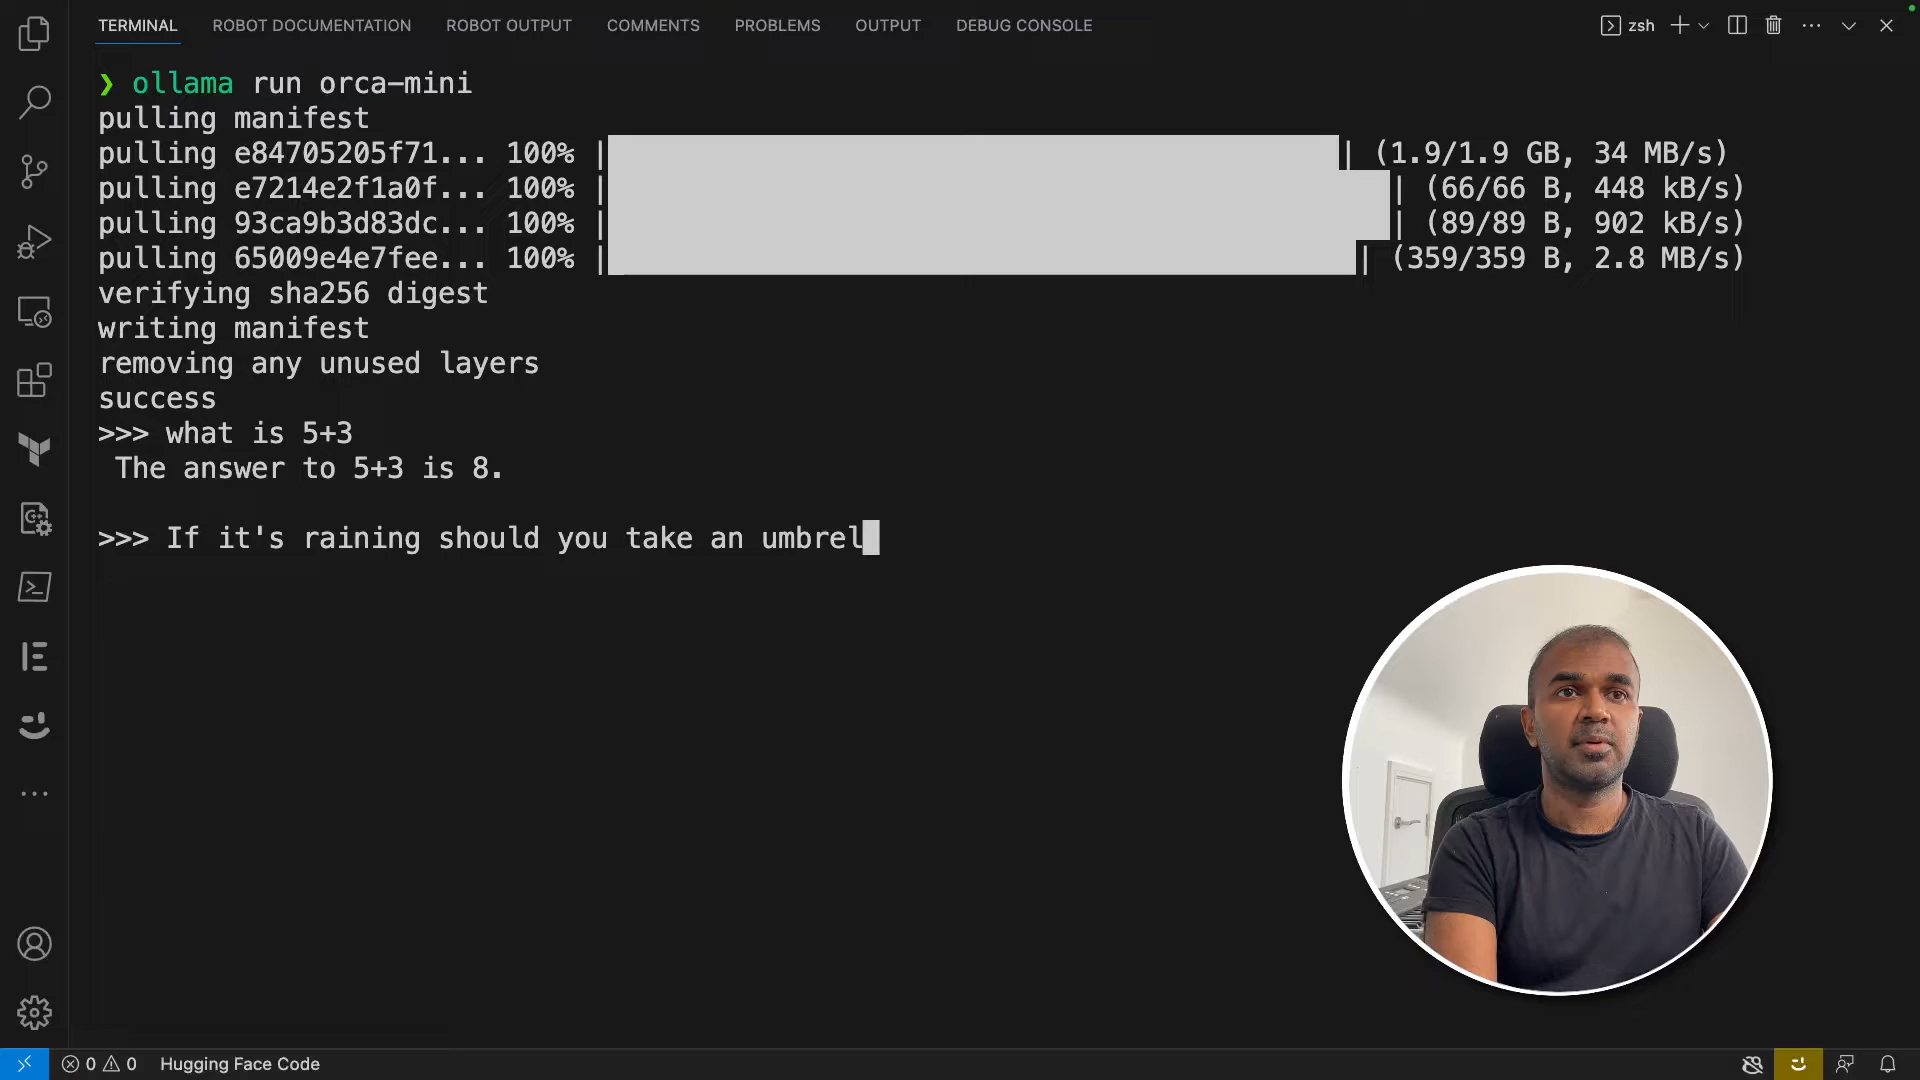 TERMINAL ROBOT DOCUMENTATION ROBOT OUTPUT COMMENTS PROBLEMS OUTPUT DEBUG CONSOLE zsh
❯ ollama run orca-mini
pulling manifest
pulling e84705205f71... 100% | | (1.9/1.9 GB, 34 MB/s)
pulling e7214e2f1a0f... 100% | | (66/66 B, 448 kB/s)
pulling 93ca9b3d83dc... 100% | | (89/89 B, 902 kB/s)
pulling 65009e4e7fee... 100% | | (359/359 B, 2.8 MB/s)
verifying sha256 digest
writing manifest
removing any unused layers
success
>>> what is 5+3
The answer to 5+3 is 8.
>>> If it's raining should you take an umbrel
0 0 Hugging Face Code